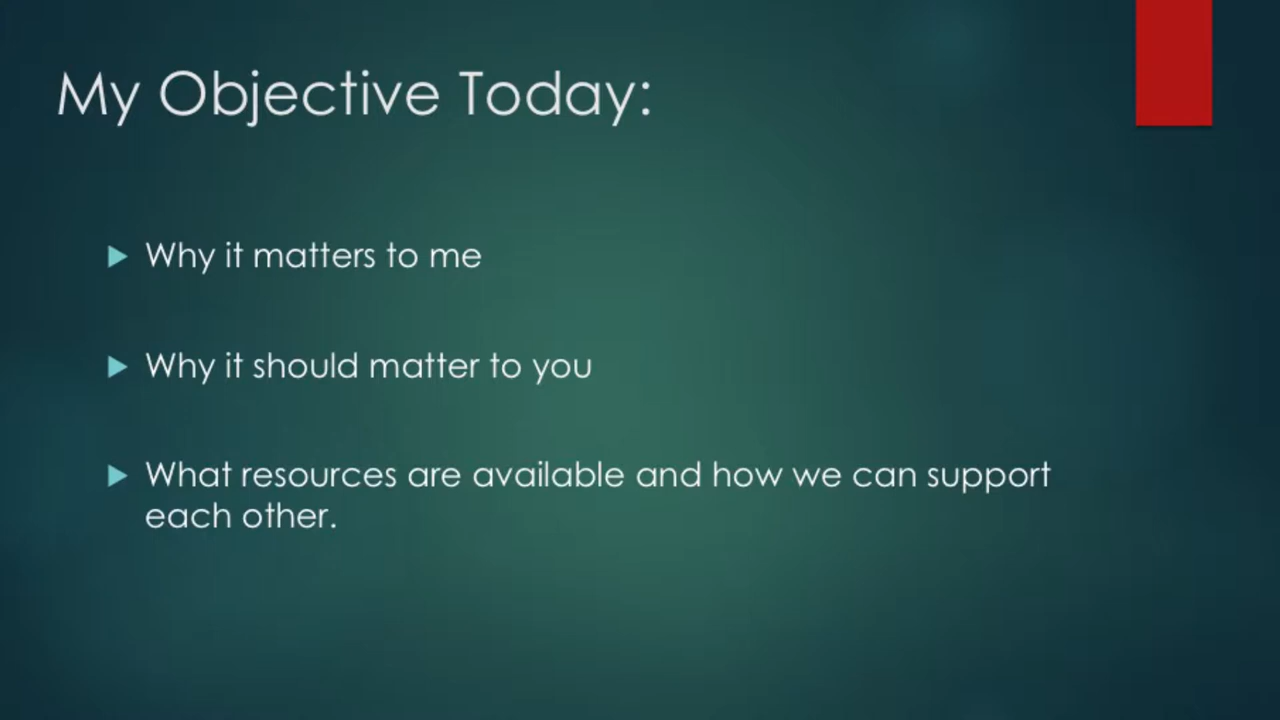 My Objective Today:
Why it matters to me
Why it should matter to you
What resources are available and how we can support
each other.